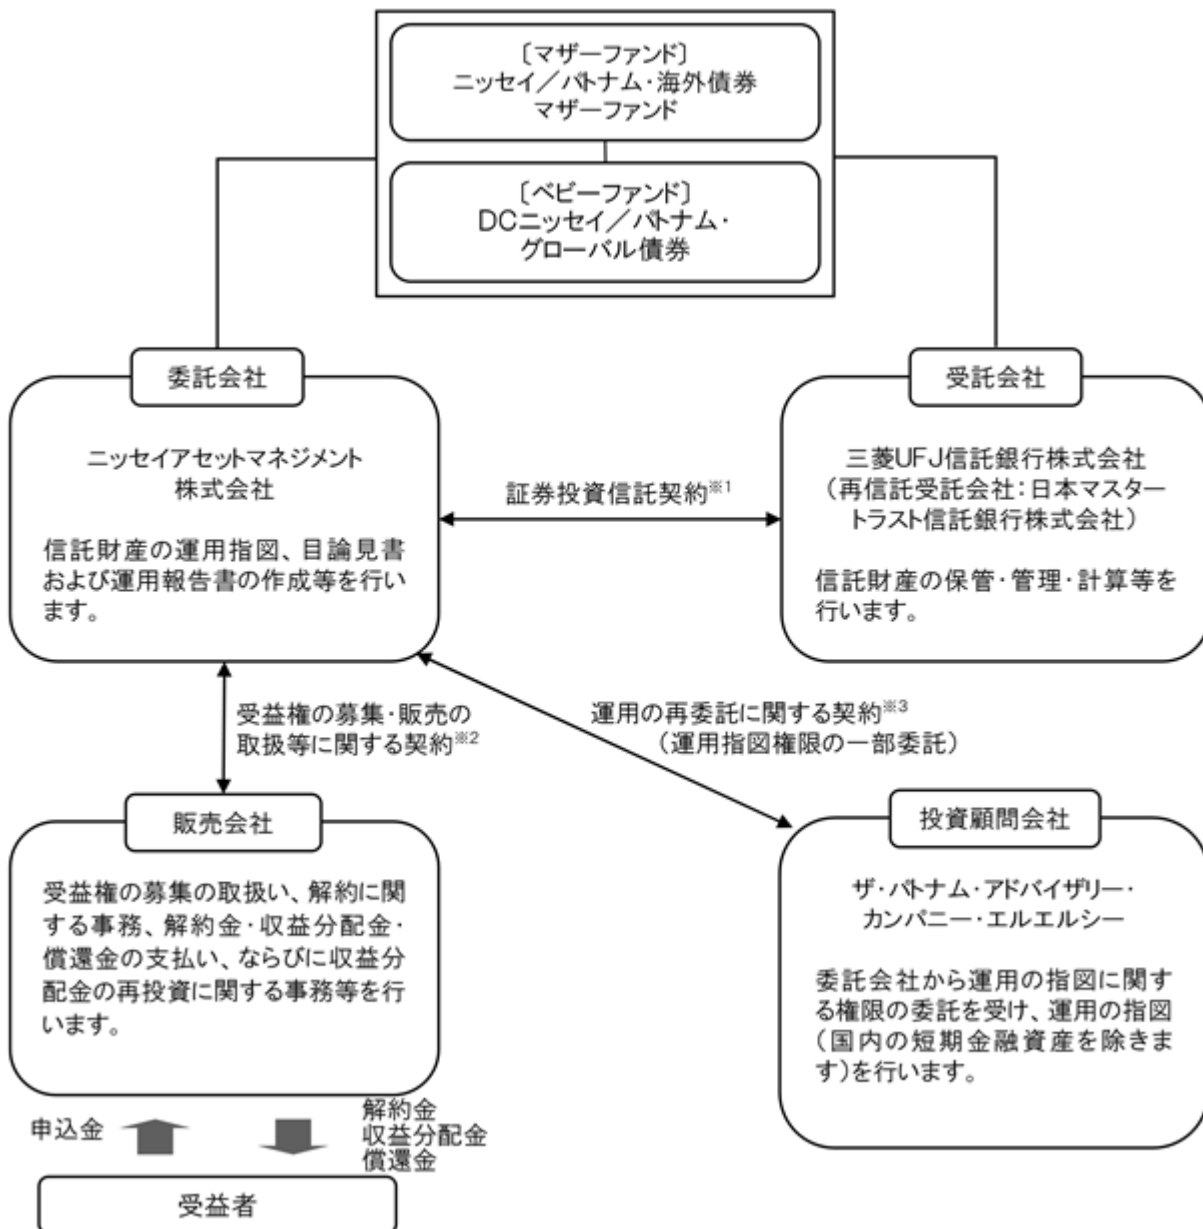 〔マザーファンド〕
ニッセイ／パトナム・海外債券
マザーファンド
〔ベビーファンド〕
DCニッセイ／パトナム・
グローバル債券
委託会社
ニッセイアセットマネジメント
株式会社
信託財産の運用指図、目論見書
および運用報告書の作成等を行い
ます。
証券投資信託契約※1
受託会社
三菱UFJ信託銀行株式会社
（再信託受託会社：日本マスター
トラスト信託銀行株式会社）
信託財産の保管・管理・計算等を
行います。
受益権の募集・販売の
取扱等に関する契約※2
運用の再委託に関する契約※3
（運用指図権限の一部委託）
販売会社
受益権の募集の取扱い、解約に関
する事務、解約金・収益分配金・
償還金の支払い、ならびに収益分
配金の再投資に関する事務等を行
います。
投資顧問会社
ザ・パトナム・アドバイザリー・
カンパニー・エルエルシー
委託会社から運用の指図に関す
る権限の委託を受け、運用の指図
（国内の短期金融資産を除きま
す）を行います。
申込金
解約金
収益分配金
償還金
受益者